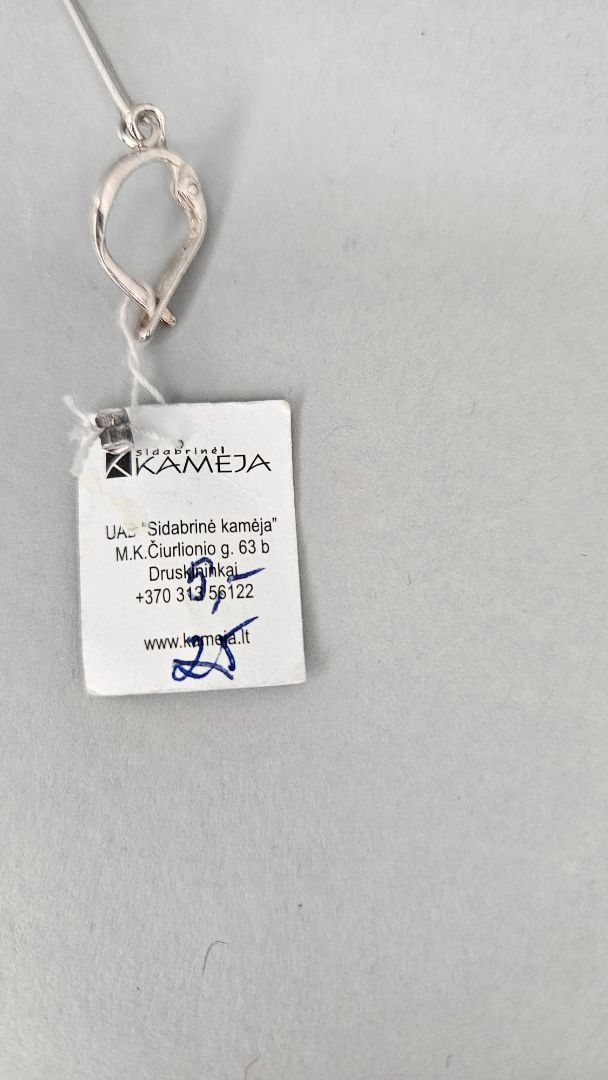 sidabrinė
KAMĖJA
UAB "Sidabrinė kamėja"
M.K.Čiurlionio g. 63 b
Druskininkai
+370 313 56122
www.kameja.lt
25